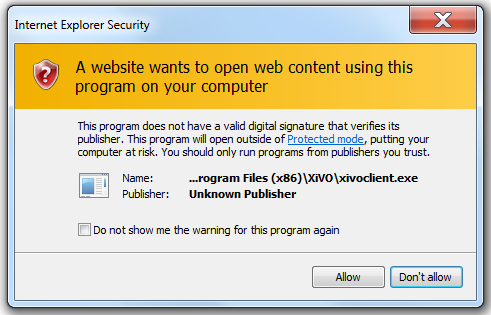 Internet Explorer Security
A website wants to open web content using this
program on your computer
This program does not have a valid digital signature that verifies its
publisher. This program will open outside of Protected mode, putting your
computer at risk. You should only run programs from publishers you trust.
Name: ...rogram Files (x86)\XiVO\xivoclient.exe
Publisher: Unknown Publisher
Do not show me the warning for this program again
Allow Don't allow